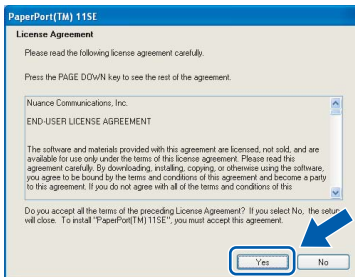 PaperPort(TM) 11SE
License Agreement
Please read the following license agreement carefully.
Press the PAGE DOWN key to see the rest of the agreement.
Nuance Communications, Inc.
END-USER LICENSE AGREEMENT
The software and materials provided with this agreement are licensed, not sold, and are
available for use only under the terms of this license agreement. Please read this
agreement carefully. By downloading, installing, copying, or otherwise using the software,
you agree to be bound by the terms and conditions of this agreement and become a party
to this agreement. If you do not agree with all of the terms and conditions of this
Do you accept all the terms of the preceding License Agreement? If you select No, the setup
will close. To install "PaperPort(TM) 11SE", you must accept this agreement.
Yes
No